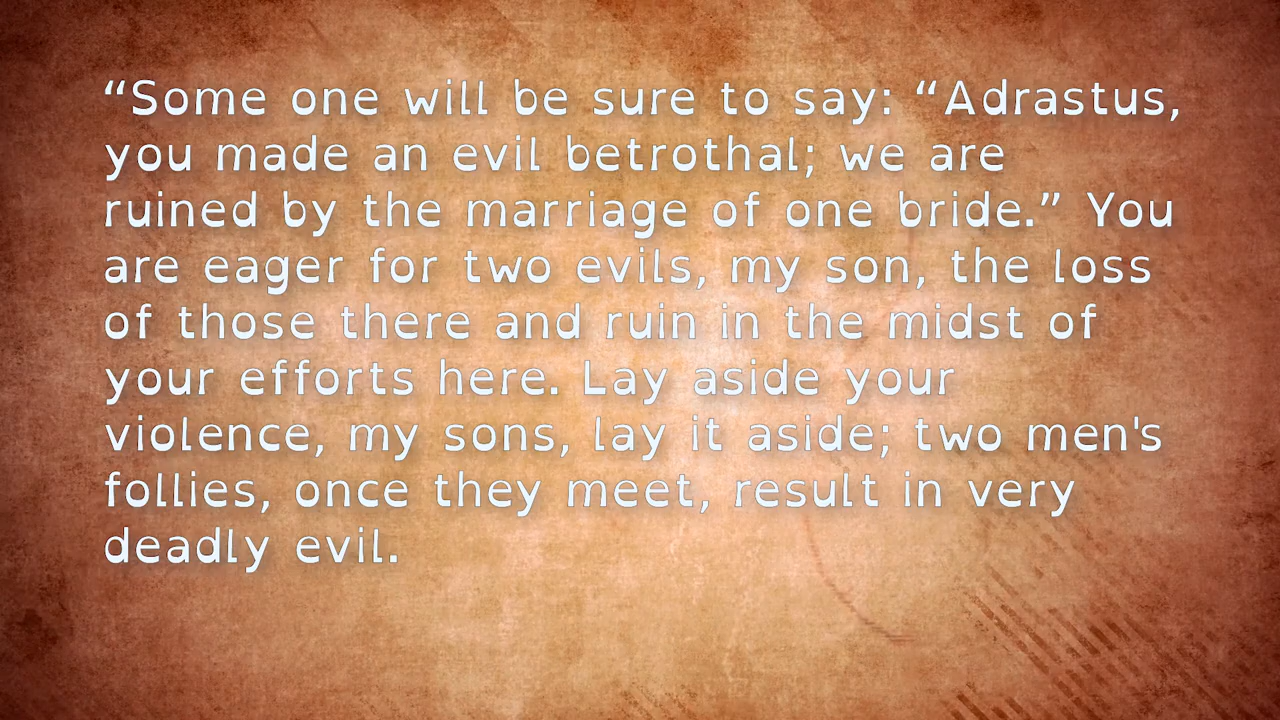 “Some one will be sure to say: “Adrastus,
you made an evil betrothal; we are
ruined by the marriage of one bride.” You
are eager for two evils, my son, the loss
of those there and ruin in the midst of
your efforts here. Lay aside your
violence, my sons, lay it aside; two men's
follies, once they meet, result in very
deadly evil.